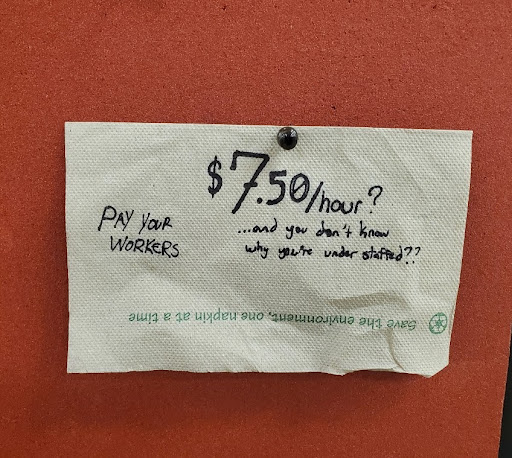 $7.50/hour?
...and you don't know
why you're under staffed??
PAY YOUR
WORKERS
Save the environment, one napkin at a time